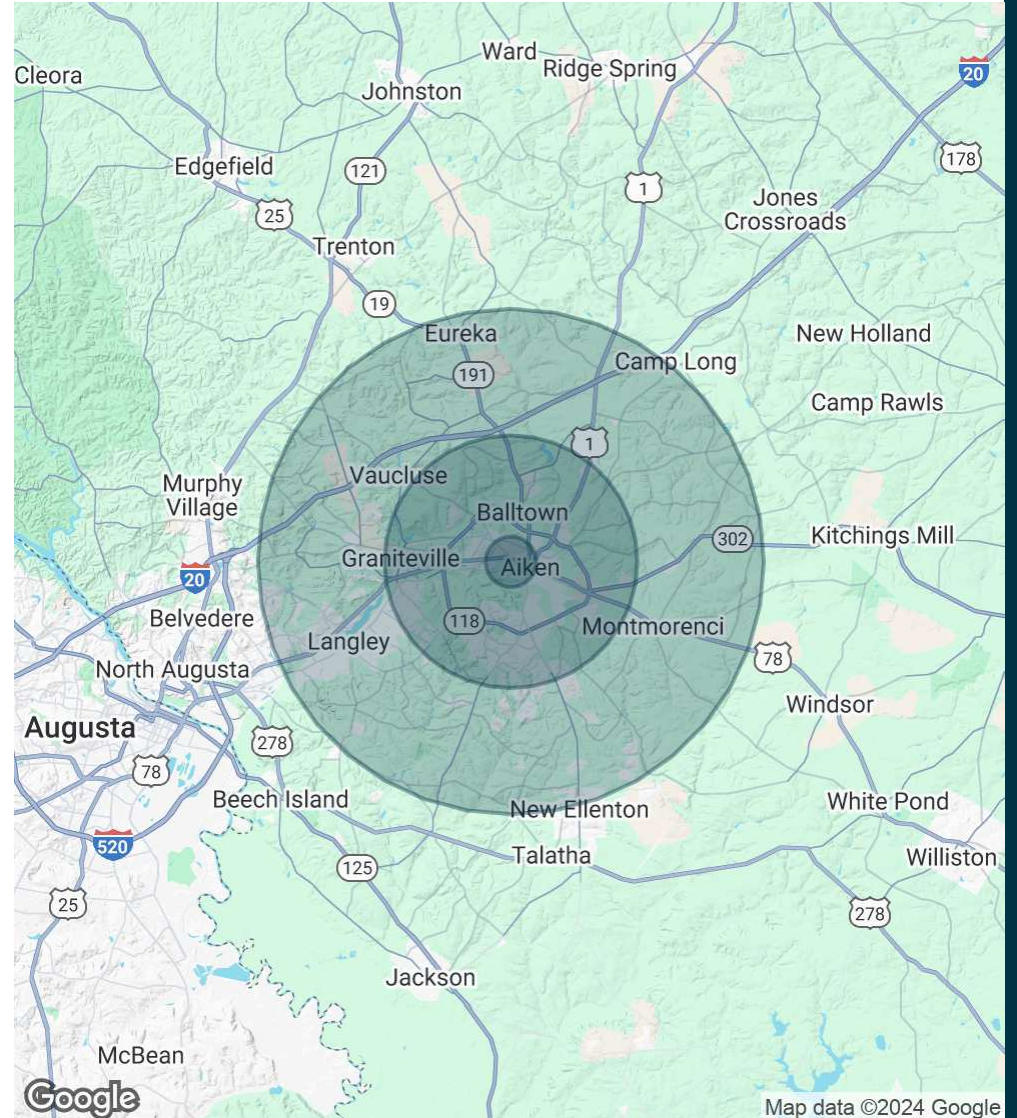 Ward
Ridge Spring
Cleora
20
Johnston
Edgefield
121
178
1
Jones
Crossroads
25
Trenton
19
Eureka
New Holland
Camp Long
191
Camp Rawls
1
Vaucluse
Murphy
Village
Balltown
302
Kitchings Mill
Graniteville
Aiken
20
Belvedere
118
Montmorenci
Langley
78
North Augusta
Windsor
Augusta
278
78
Beech Island
New Ellenton
White Pond
520
Talatha
Williston
125
25
278
Jackson
McBean
Google
Map data ©2024 Google